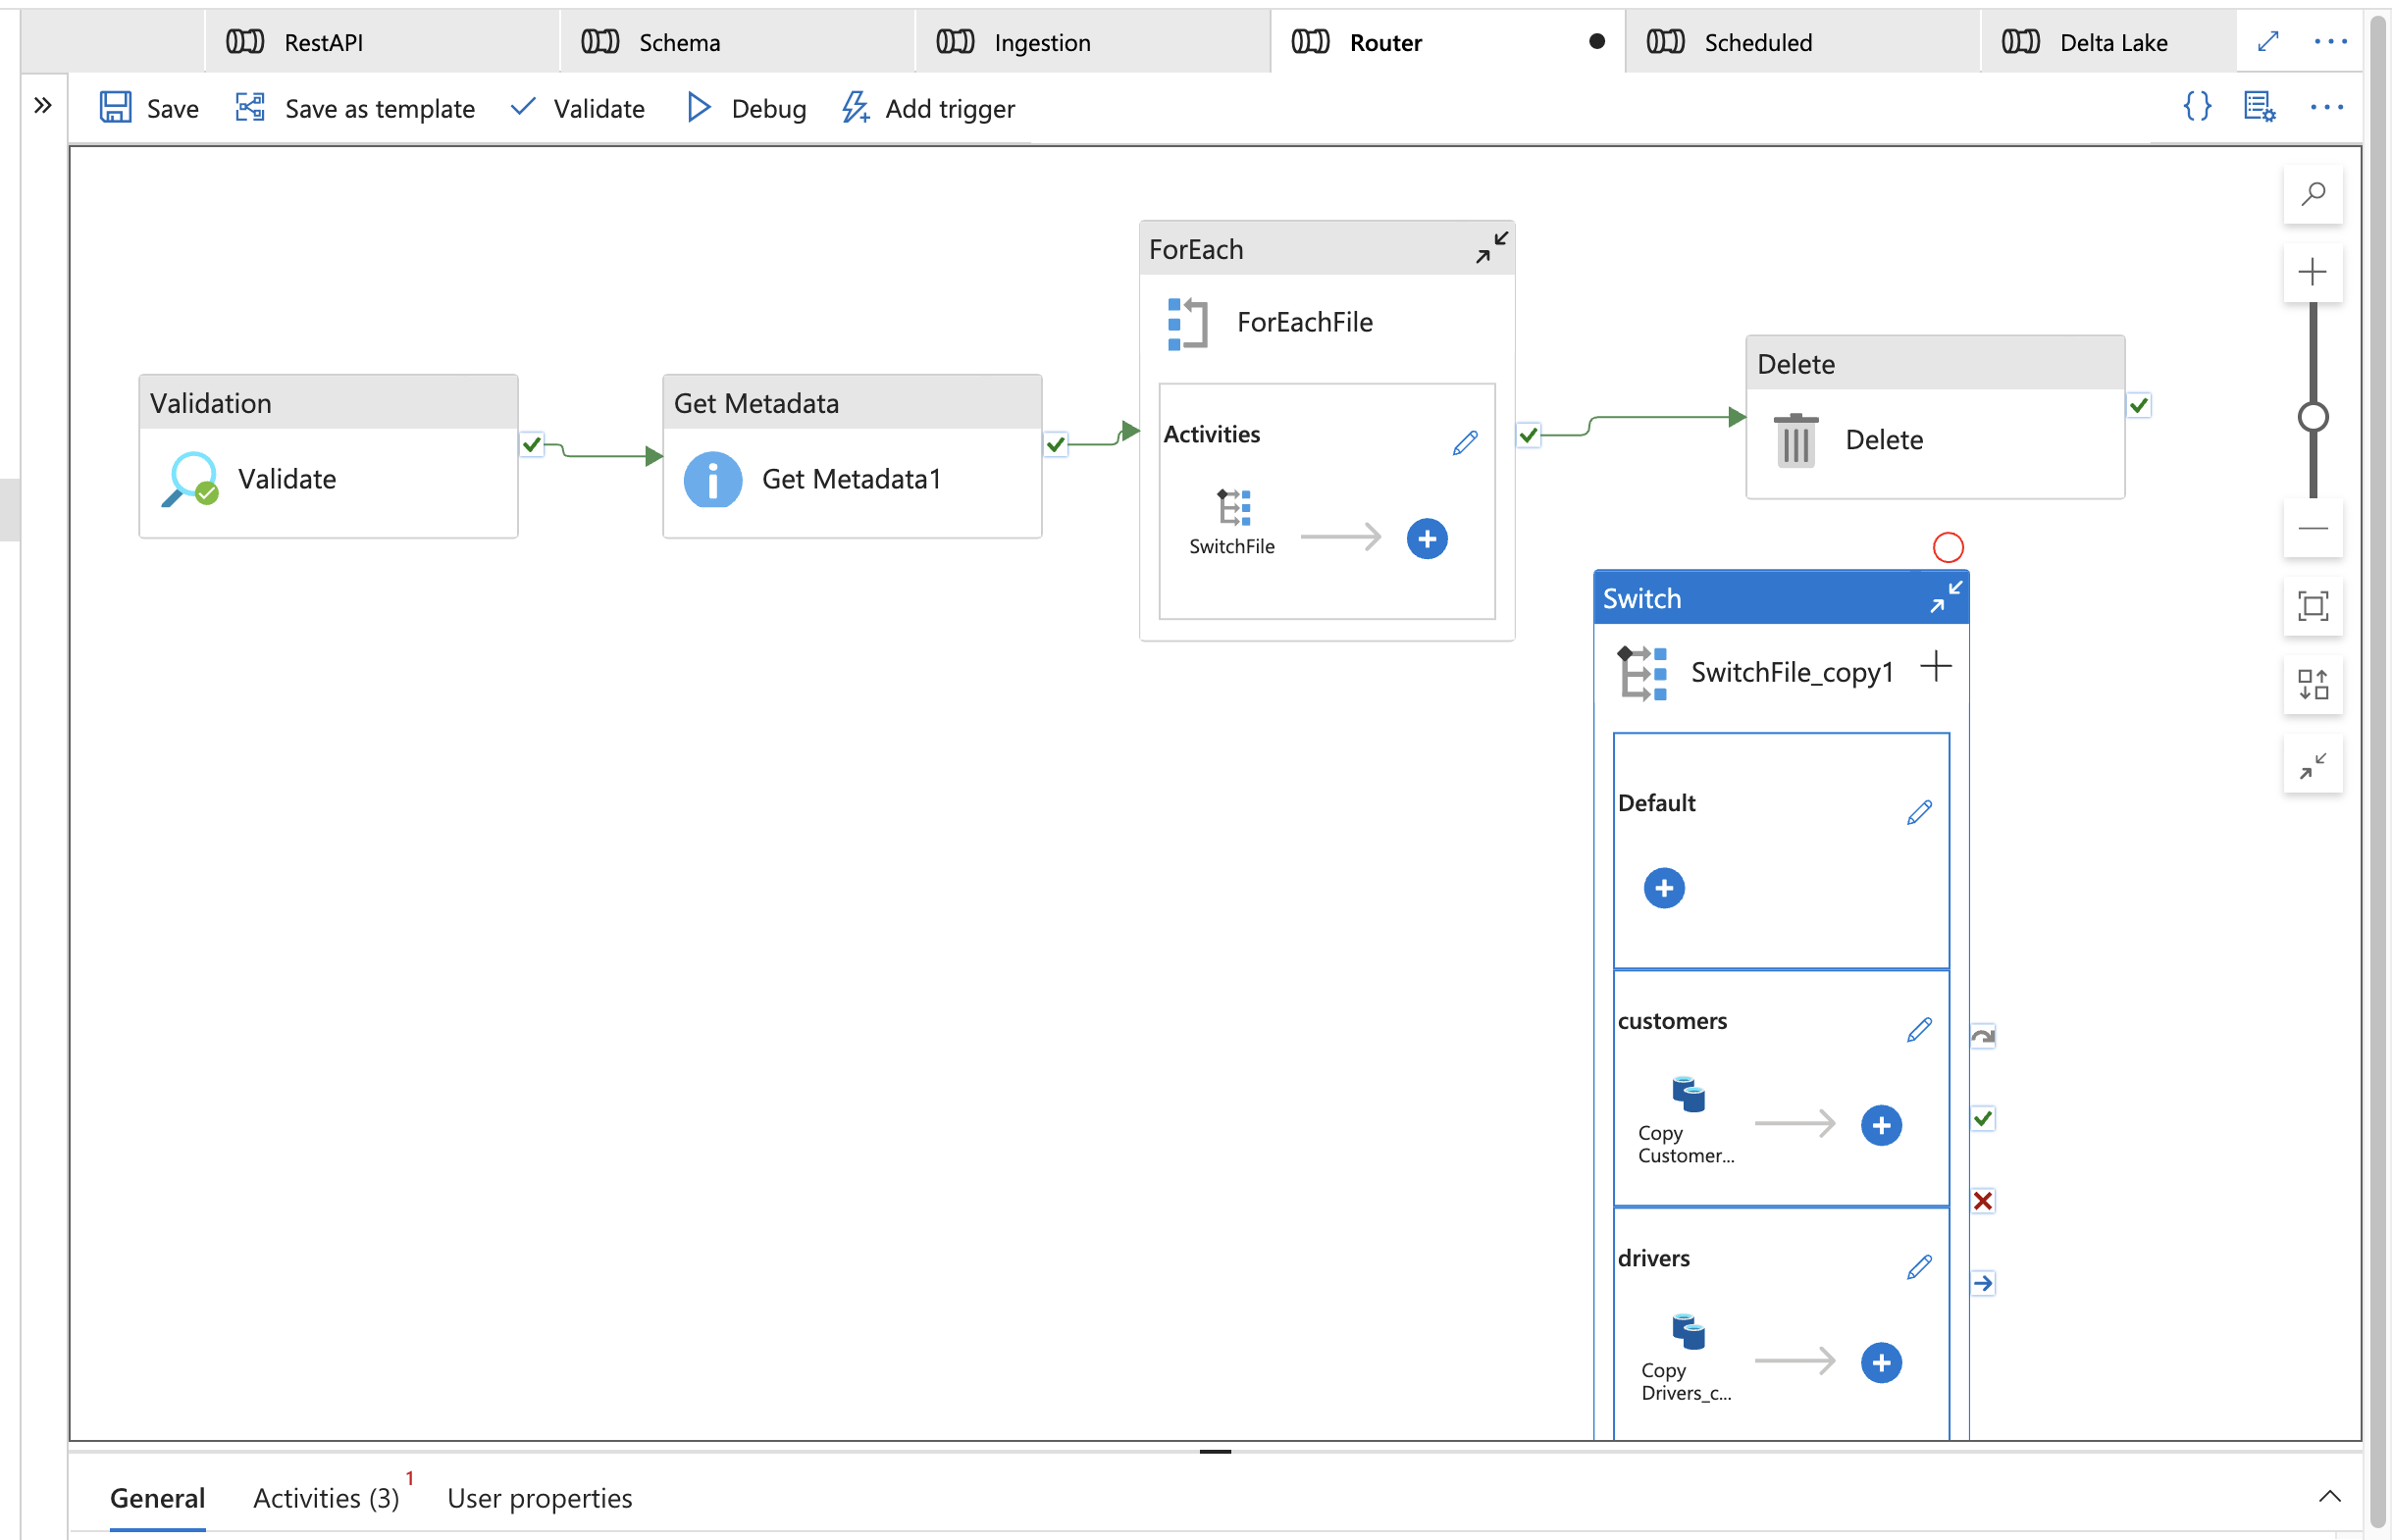 RestAPI
Schema
Ingestion
Router
Scheduled
Delta Lake
Save
Save as template
Validate
Debug
Add trigger
Validation
Validate
Get Metadata
Get Metadata1
ForEach
ForEachFile
Activities
SwitchFile
Delete
Delete
Switch
SwitchFile_copy1
Default
customers
Copy
Customer...
drivers
Copy
Drivers_c...
General
Activities (3) 1
User properties